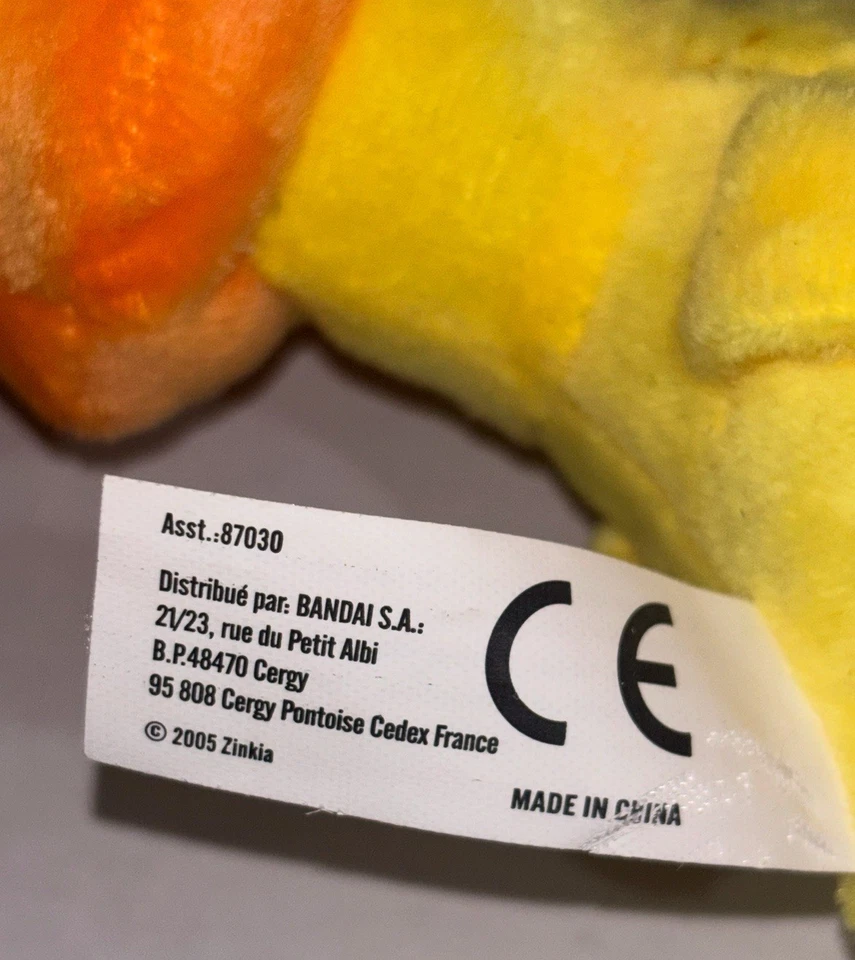 Asst.:87030
Distribué par: BANDAI S.A.:
21/23, rue du Petit Albi
B.P.48470 Cergy
95 808 Cergy Pontoise Cedex France
© 2005 Zinkia
CE
MADE IN CHINA